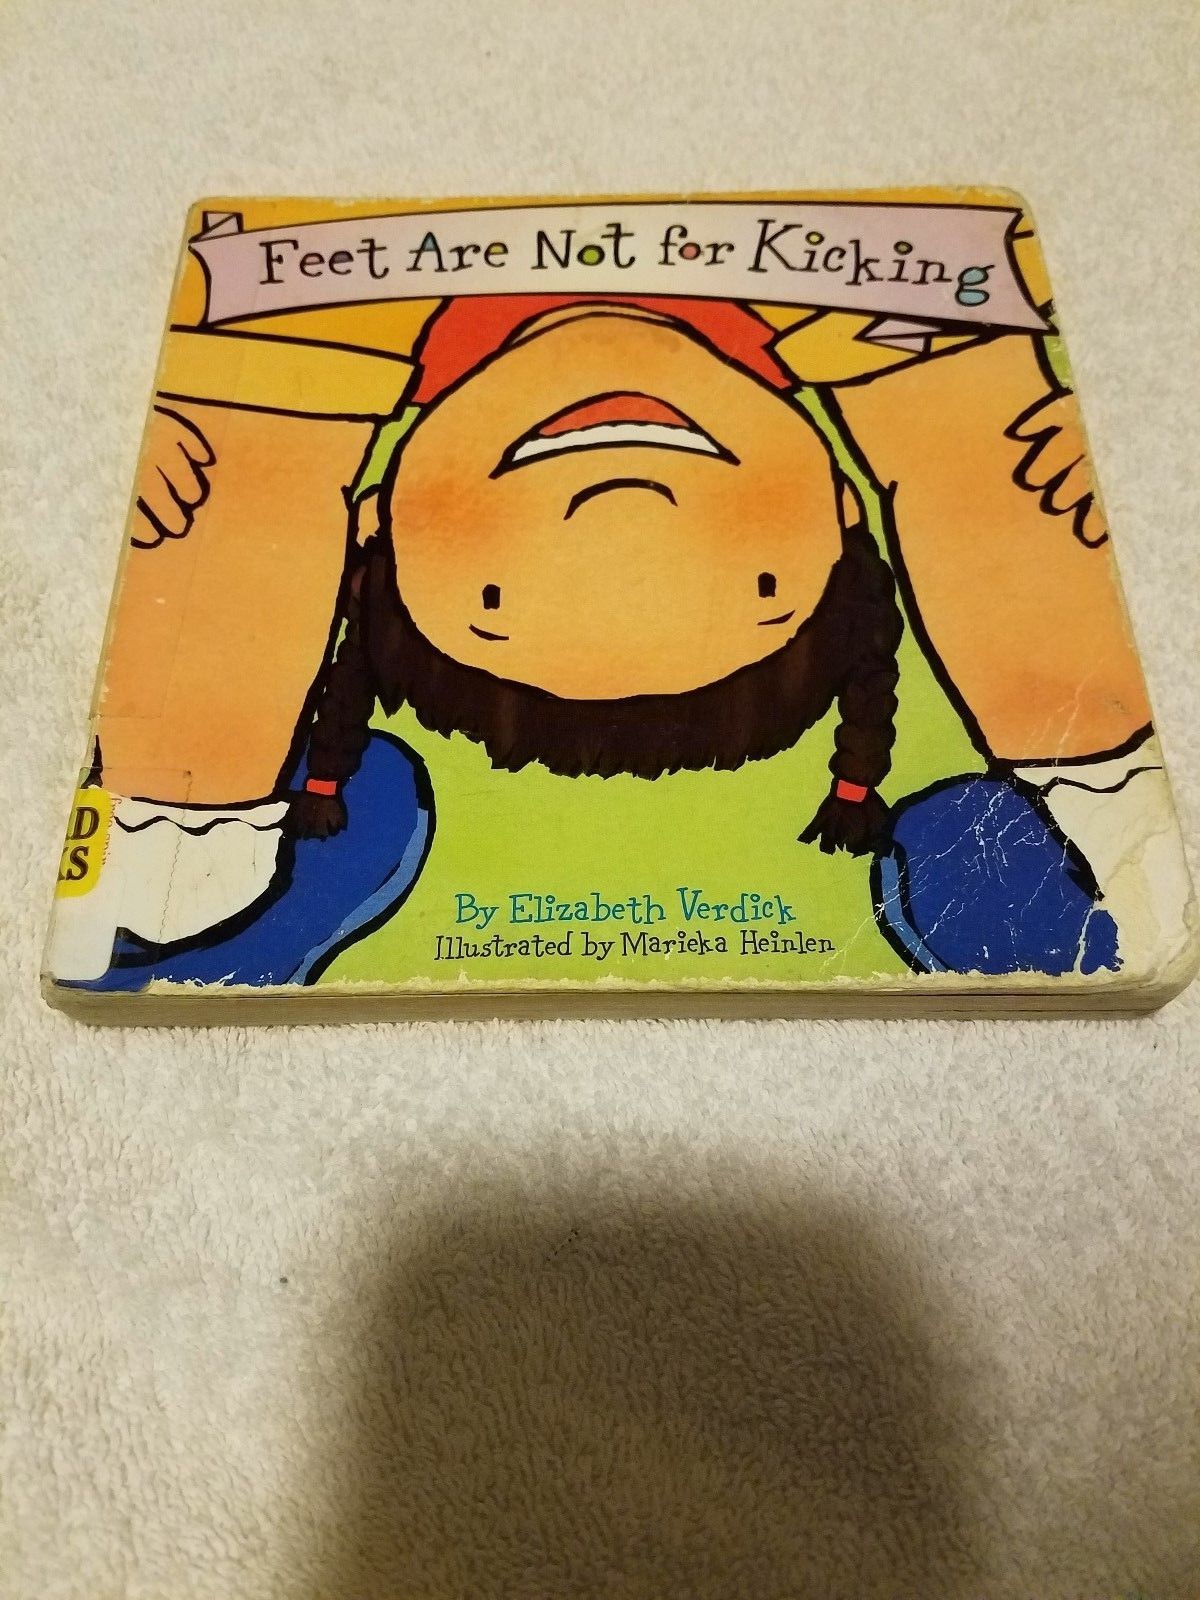 Feet Are Not for Kicking
By Elizabeth Verdick
Illustrated by Marieka Heinlen